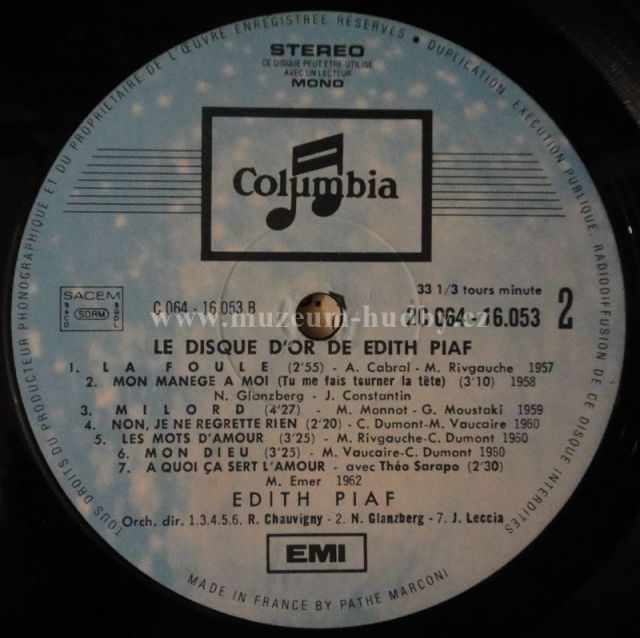 TOUS DROITS DU PRODUCTEUR PHONOGRAPHIQUE ET DU PROPRIETAIRE DE L'ŒUVRE ENREGISTREE RÉSERVÉS • DUPLICATION EXECUTION PUBLIQUE, RADIODIFFUSION DE CE DISQUE INTERDITES
STEREO
CE DISQUE PEUT ETRE UTILISE
AVEC UN LECTEUR
MONO
Columbia
SACEM
SACD SDRM SGDL
C 064 - 16 053 B
33 1/3 tours minute
2C 064 - 16.053 2
www.muzeum-hudby.cz
LE DISQUE D'OR DE EDITH PIAF
1. LA FOULE (2'55) - A. Cabral - M. Rivgauche 1957
2. MON MANEGE A MOI (Tu me fais tourner la tête) (3'10) 1958
N. Glanzberg - J. Constantin
3. MILORD (4'27) - M. Monnot - G. Moustaki 1959
4. NON, JE NE REGRETTE RIEN (2'20) - C. Dumont-M. Vaucaire 1960
5. LES MOTS D'AMOUR (3'25) - M. Rivgauche-C. Dumont 1960
6. MON DIEU (3'25) - M. Vaucaire-C. Dumont 1960
7. A QUOI ÇA SERT L'AMOUR - avec Théo Sarapo (2'30)
M. Emer 1962
EDITH PIAF
Orch. dir. 1.3.4.5.6. R. Chauvigny - 2. N. Glanzberg - 7. J. Leccia
EMI
MADE IN FRANCE BY PATHE MARCONI